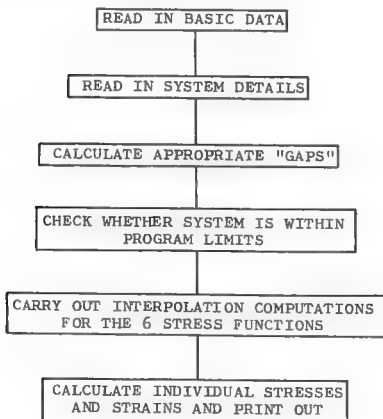 READ IN BASIC DATA
READ IN SYSTEM DETAILS
CALCULATE APPROPRIATE "GAPS"
CHECK WHETHER SYSTEM IS WITHIN
PROGRAM LIMITS
CARRY OUT INTERPOLATION COMPUTATIONS
FOR THE 6 STRESS FUNCTIONS
CALCULATE INDIVIDUAL STRESSES
AND STRAINS AND PRINT OUT